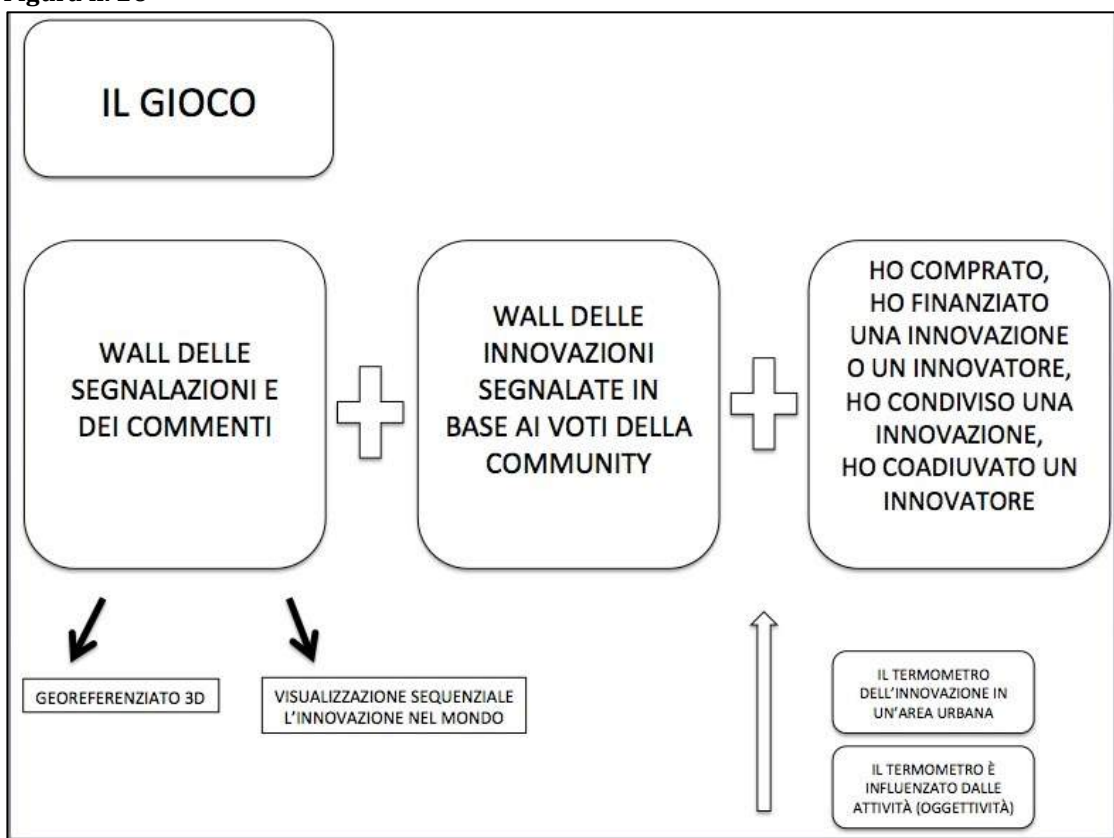 IL GIOCO
WALL DELLE
SEGNALAZIONI E
DEI COMMENTI
WALL DELLE
INNOVAZIONI
SEGNALATE IN
BASE AI VOTI DELLA
COMMUNITY
HO COMPRATO,
HO FINANZIATO
UNA INNOVAZIONE
O UN INNOVATORE,
HO CONDIVISO UNA
INNOVAZIONE,
HO COADIUVATO UN
INNOVATORE
GEOREFERENZIATO 3D
VISUALIZZAZIONE SEQUENZIALE
L'INNOVAZIONE NEL MONDO
IL TERMOMETRO
DELL'INNOVAZIONE IN
UN'AREA URBANA
IL TERMOMETRO È
INFLUENZATO DALLE
ATTIVITÀ (OGGETTIVITÀ)